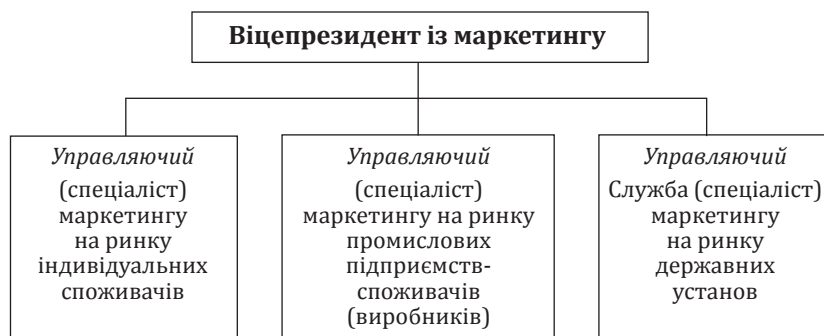 Віцепрезидент із маркетингу
Управляючий
(спеціаліст)
маркетингу
на ринку
індивідуальних
споживачів
Управляючий
(спеціаліст)
маркетингу на ринку
промислових
підприємств-
споживачів
(виробників)
Управляючий
Служба (спеціаліст)
маркетингу
на ринку
державних
установ